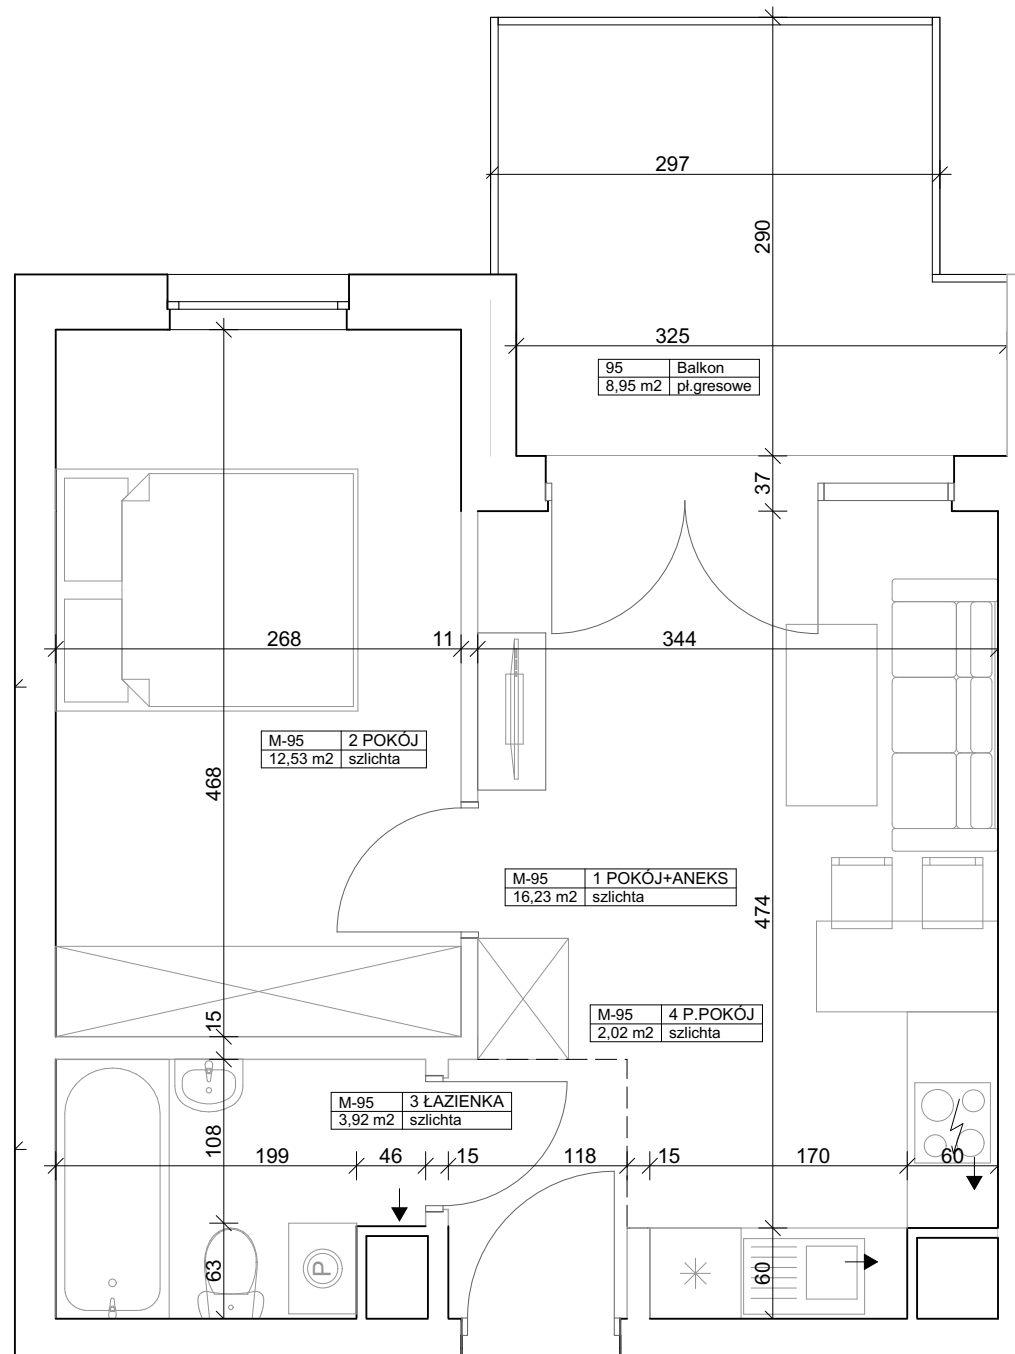 297
290
325
95 Balkon
8,95 m2 pł.gresowe
37
268 11 344
M-95 2 POKÓJ
12,53 m2 szlichta
468
M-95 1 POKÓJ+ANEKS
16,23 m2 szlichta
474
15
M-95 4 P.POKÓJ
2,02 m2 szlichta
M-95 3 ŁAZIENKA
3,92 m2 szlichta
108
199 46 15 118 15 170 60
63
P
60